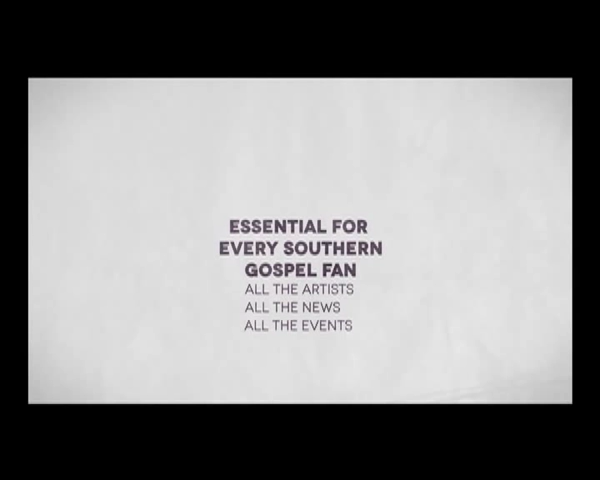 ESSENTIAL FOR
EVERY SOUTHERN
GOSPEL FAN
ALL THE ARTISTS
ALL THE NEWS
ALL THE EVENTS